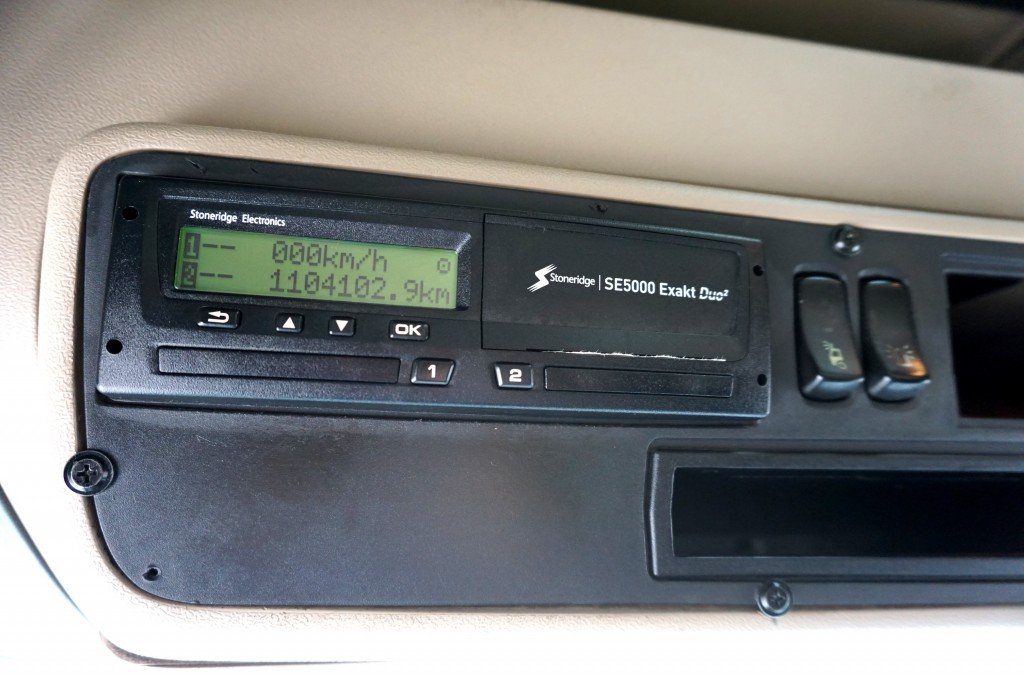 Stoneridge Electronics
1-- 000km/h
2-- 1104102.9km
Stoneridge | SE5000 Exakt Duo²
OK
1
2